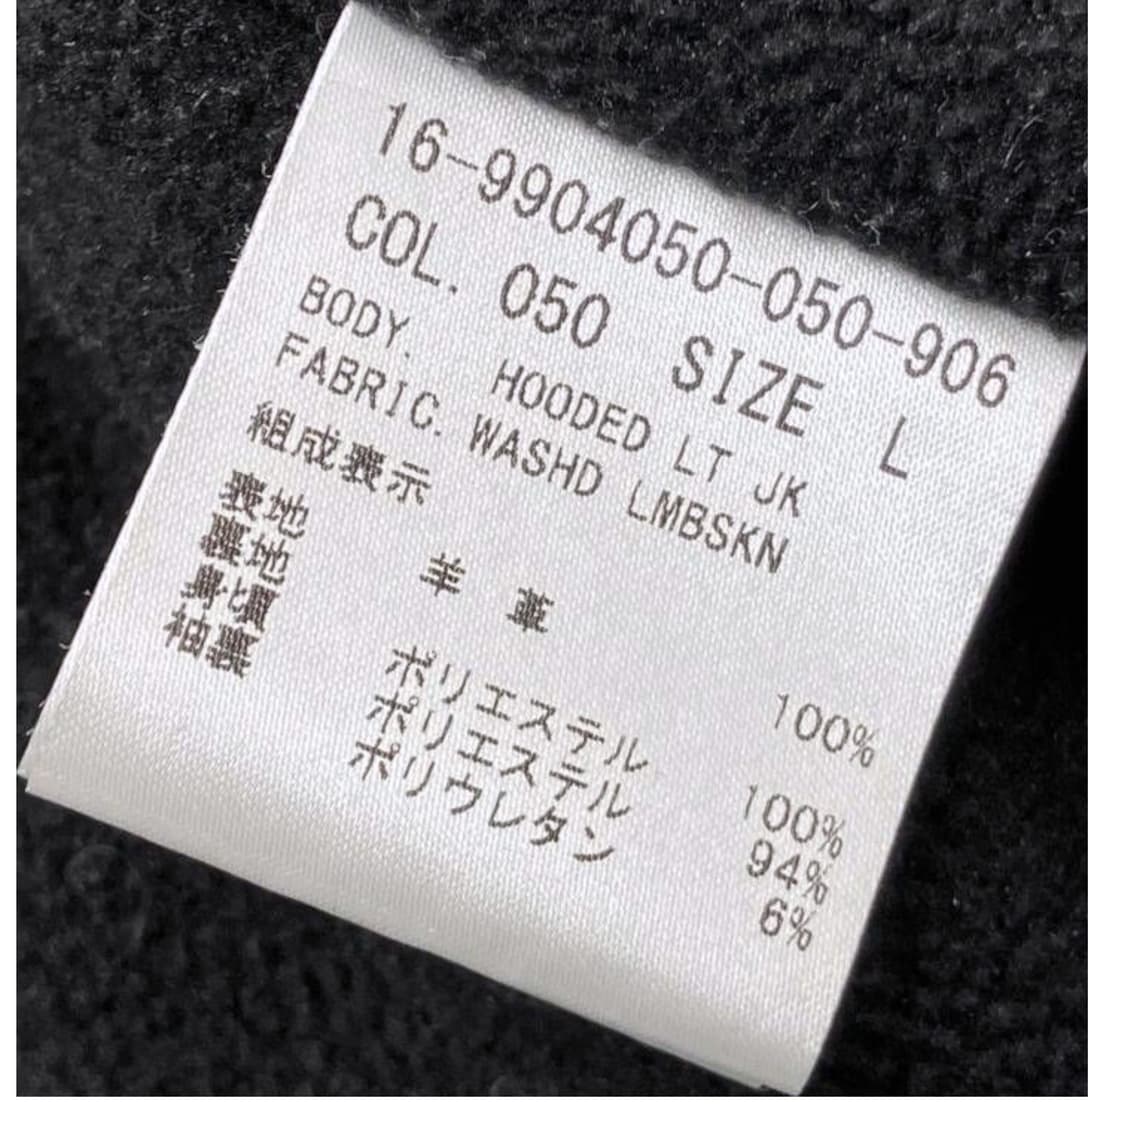 16-9904050-050-906
COL. 050 SIZE L
BODY. HOODED LT JK
FABRIC. WASHD LMBSKN
組成表示
表地 羊 革 100%
裏地
身頃 ポリエステル 100%
袖裏 ポリエステル 94%
ポリウレタン 6%